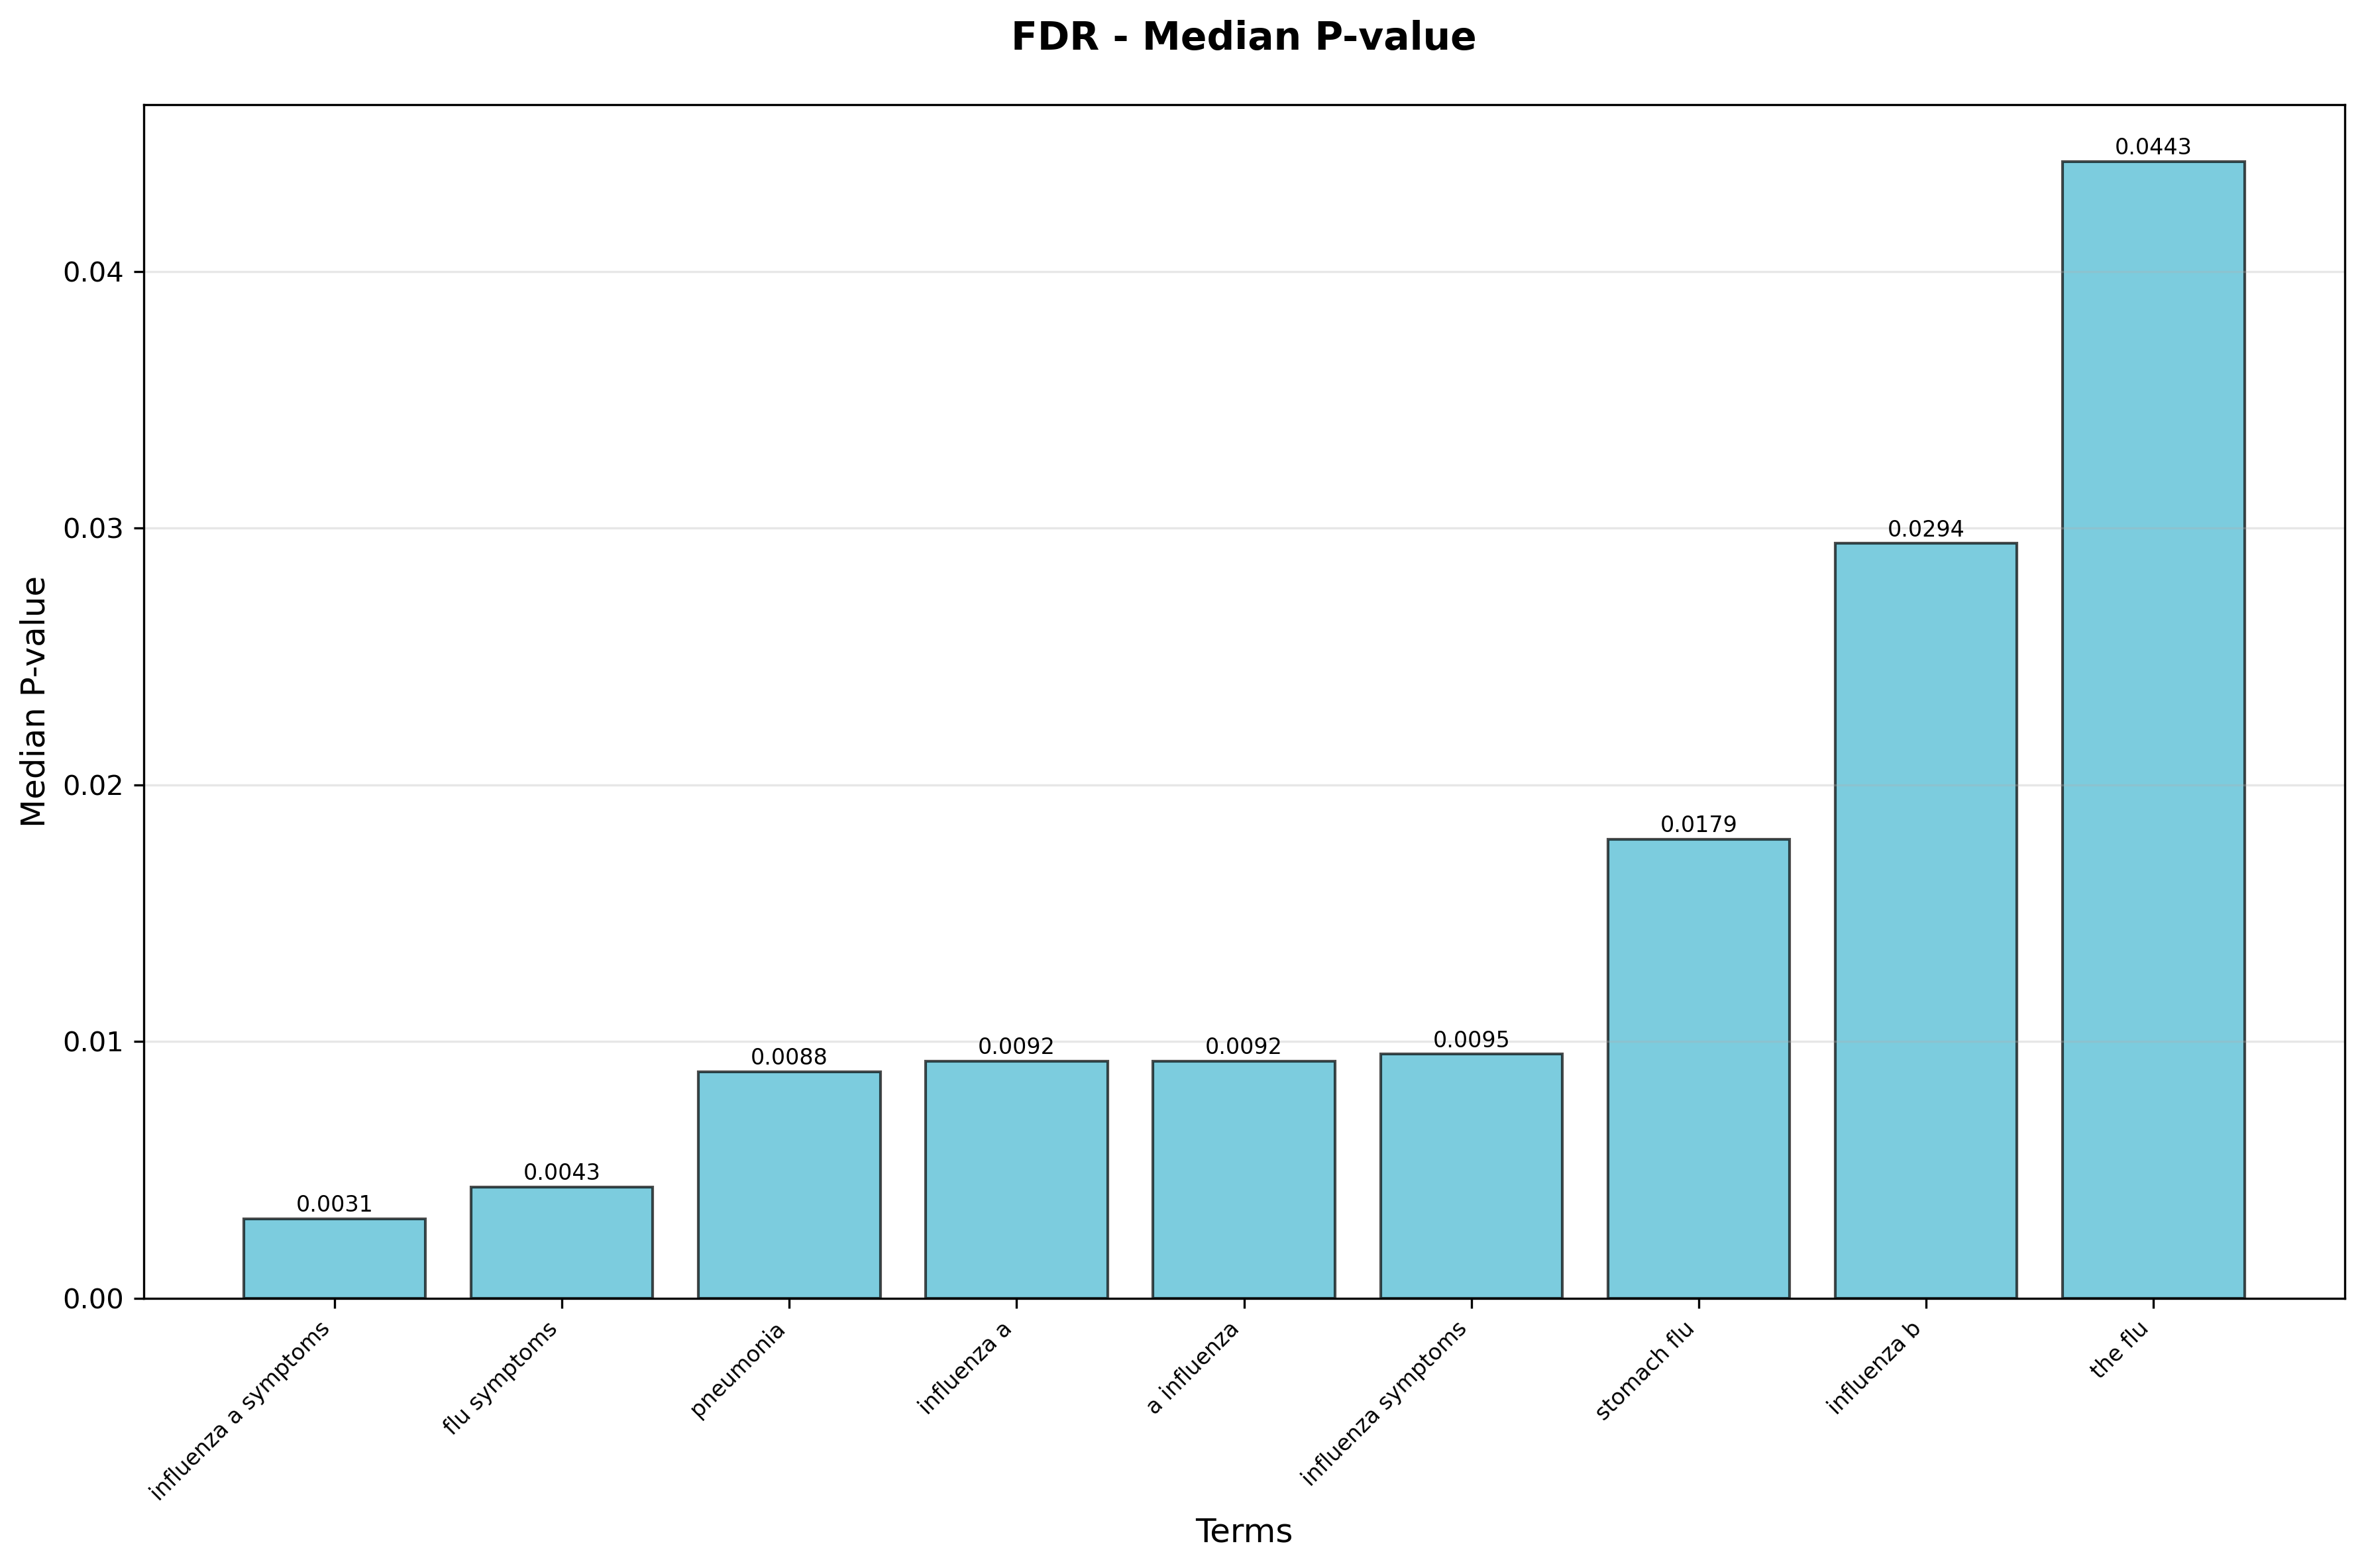 FDR - Median P-value
Median P-value
0.04
0.03
0.02
0.01
0.00
0.0031
0.0043
0.0088
0.0092
0.0092
0.0095
0.0179
0.0294
0.0443
influenza a symptoms
flu symptoms
pneumonia
influenza a
a influenza
influenza symptoms
stomach flu
influenza b
the flu
Terms